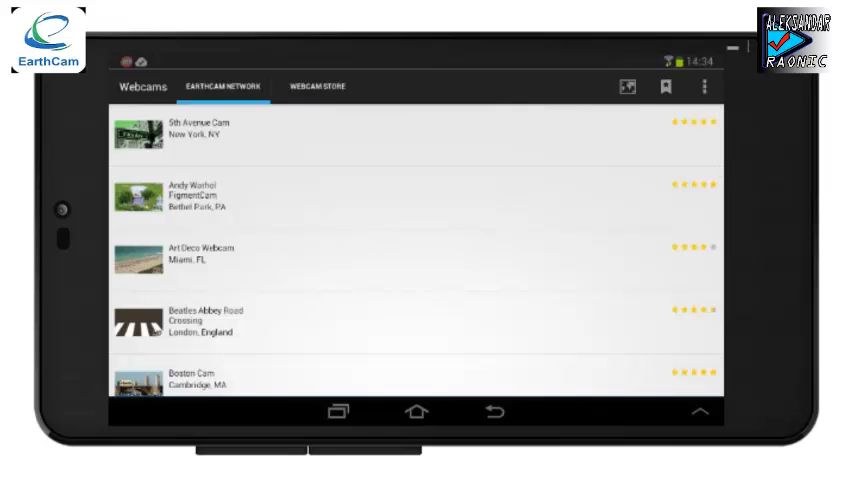 EarthCam
ALEKSANDAR
RAONIC
14:34
Webcams
EARTHCAM NETWORK
WEBCAM STORE
5th Avenue Cam
New York, NY
Andy Warhol
FigmentCam
Bethel Park, PA
Art Deco Webcam
Miami, FL
Beatles Abbey Road
Crossing
London, England
Boston Cam
Cambridge, MA